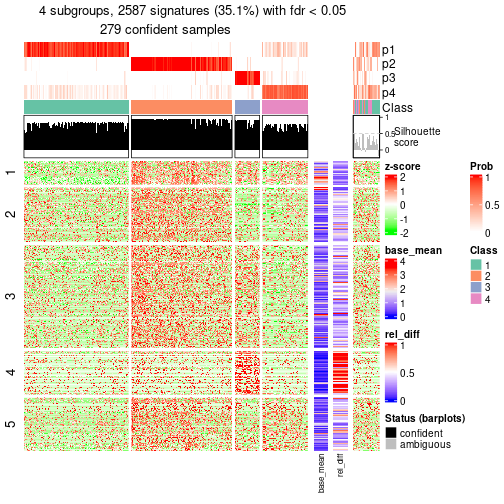 4 subgroups, 2587 signatures (35.1%) with fdr < 0.05
279 confident samples
p1
p2
p3
p4
Class
1
0.5
0
Silhouette
score
1
2
3
4
5
base_mean
rel_diff
z-score
2
1
0
-1
-2
Prob
1
0.5
0
base_mean
4
3
2
1
0
Class
1
2
3
4
rel_diff
1
0.5
0
Status (barplots)
confident
ambiguous